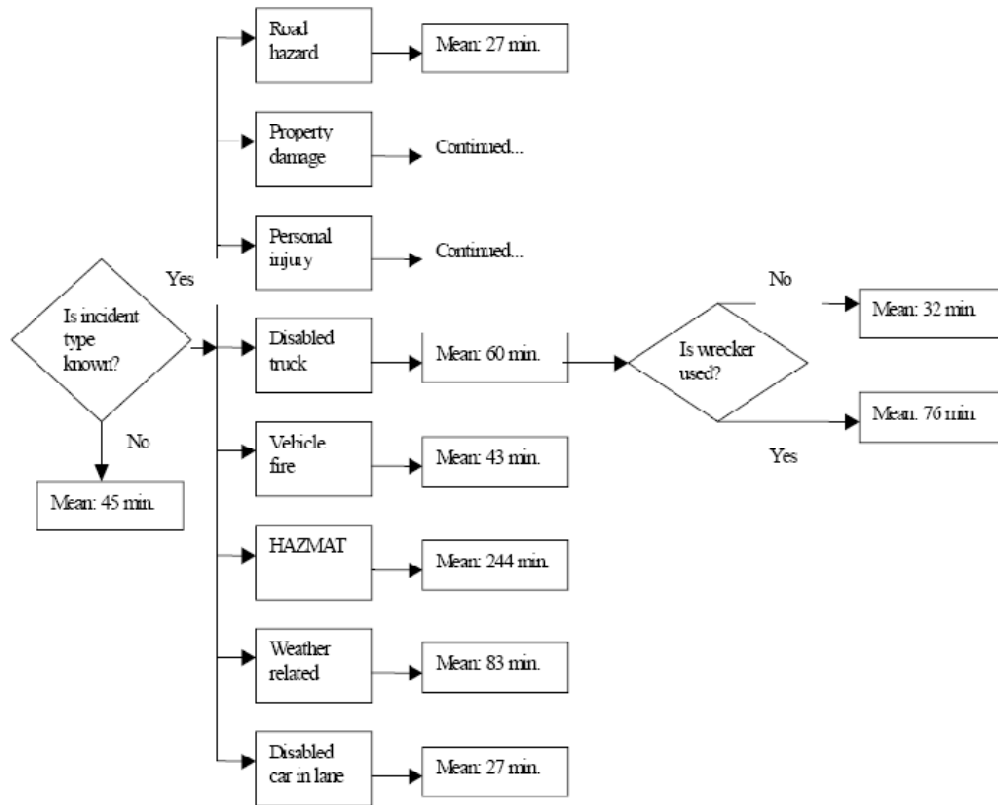 Road
hazard
Mean: 27 min.
Property
damage
Continued...
Personal
injury
Continued...
Yes
Is incident
type
known?
No
Mean: 45 min.
Disabled
truck
Mean: 60 min.
Is wrecker
used?
No
Mean: 32 min.
Yes
Mean. 76 min.
Vehicle
fire
Mean: 43 min.
HAZMAT
Mean: 244 min.
Weather
related
Mean: 83 min.
Disabled
car in lane
Mean: 27 min.